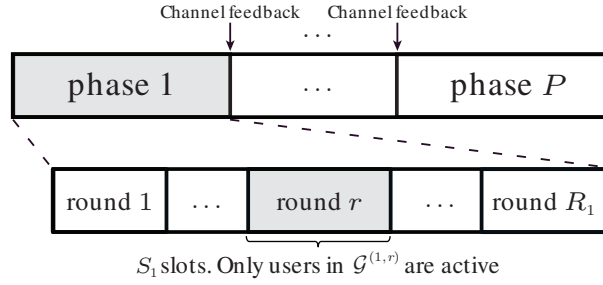 Channel feedback ... Channel feedback
phase 1 ... phase P
round 1 ... round r ... round R₁
S₁ slots. Only users in 𝒢⁽¹,ʳ⁾ are active